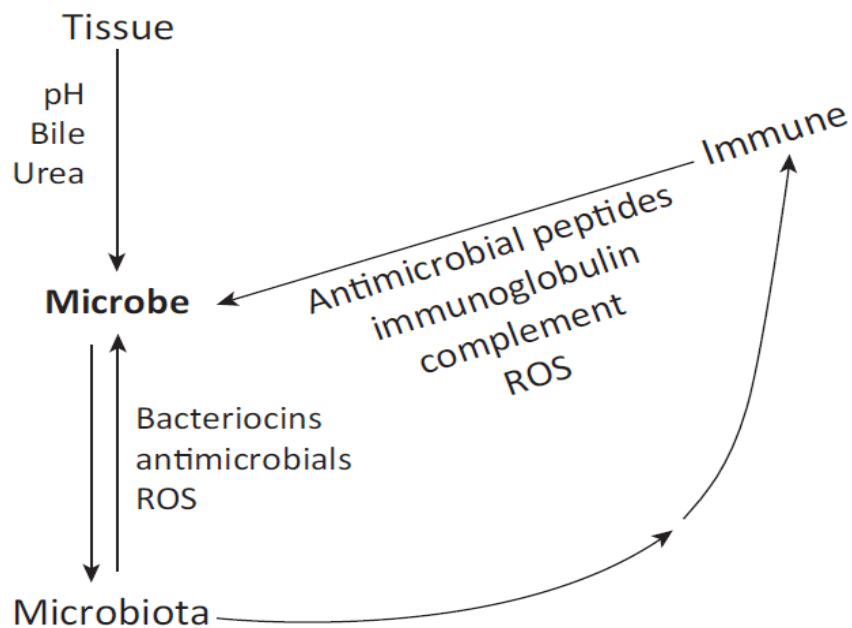 Tissue
pH
Bile
Urea
Immune
Antimicrobial peptides
immunoglobulin
complement
ROS
Microbe
Bacteriocins
antimicrobials
ROS
Microbiota